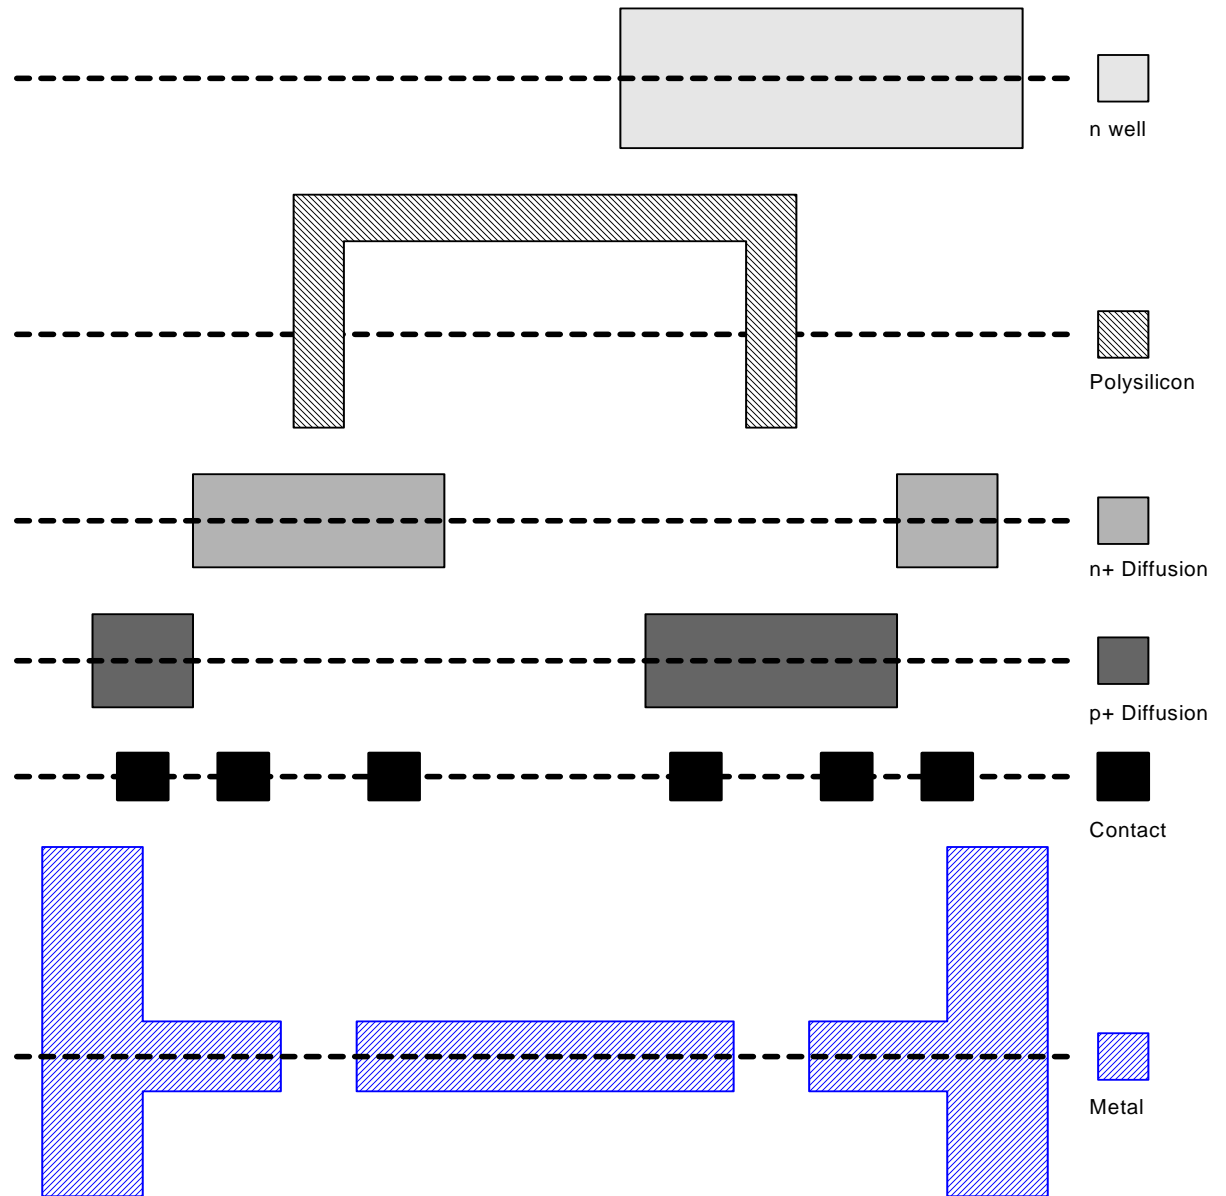 n well
Polysilicon
n+ Diffusion
p+ Diffusion
Contact
Metal